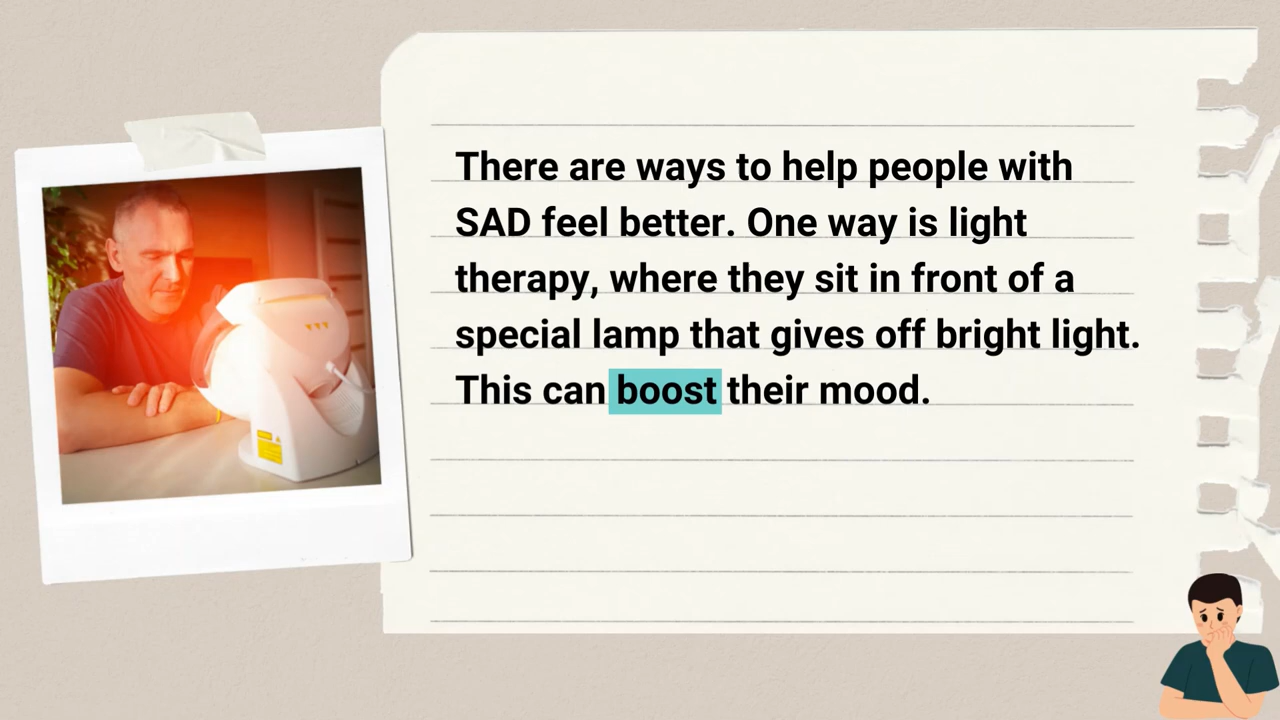 There are ways to help people with
SAD feel better. One way is light
therapy, where they sit in front of a
special lamp that gives off bright light.
This can boost their mood.